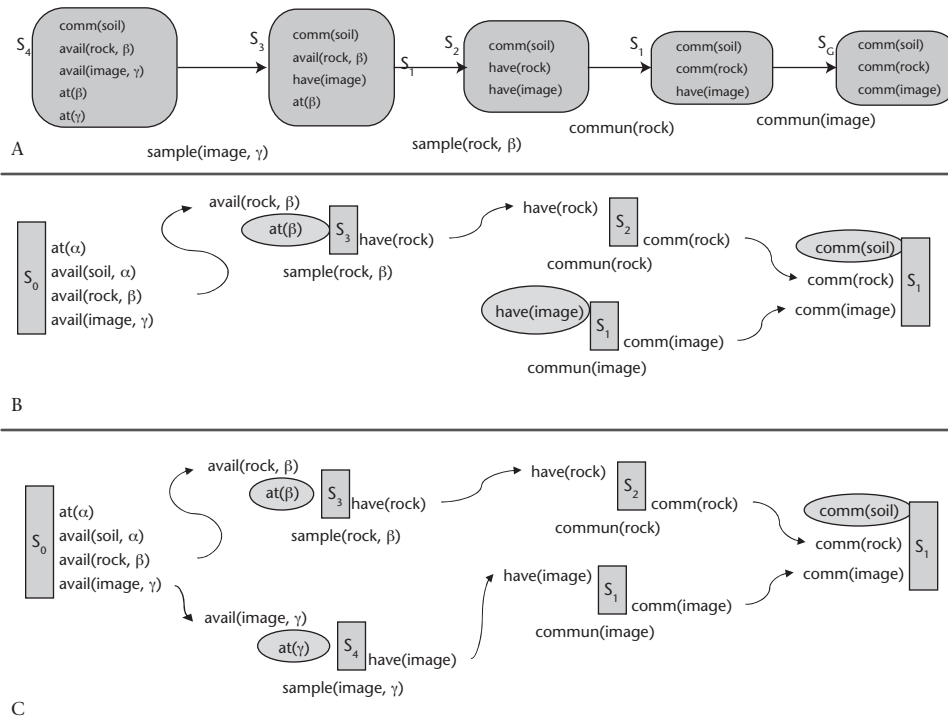 S4
comm(soil)
avail(rock, β)
avail(image, γ)
at(β)
at(γ)
S3
comm(soil)
avail(rock, β)
have(image)
at(β)
S1
S2
comm(soil)
have(rock)
have(image)
S1
comm(soil)
comm(rock)
have(image)
SG
comm(soil)
comm(rock)
comm(image)
sample(image, γ)
sample(rock, β)
commun(rock)
commun(image)
A
S0
at(α)
avail(soil, α)
avail(rock, β)
avail(image, γ)
avail(rock, β)
at(β)
S3
have(rock)
sample(rock, β)
have(rock)
S2
comm(rock)
commun(rock)
have(image)
S1
comm(image)
commun(image)
comm(soil)
comm(rock)
comm(image)
S1
B
S0
at(α)
avail(soil, α)
avail(rock, β)
avail(image, γ)
avail(rock, β)
at(β)
S3
have(rock)
sample(rock, β)
avail(image, γ)
at(γ)
S4
have(image)
sample(image, γ)
have(rock)
S2
comm(rock)
commun(rock)
have(image)
S1
comm(image)
commun(image)
comm(soil)
comm(rock)
comm(image)
S1
C